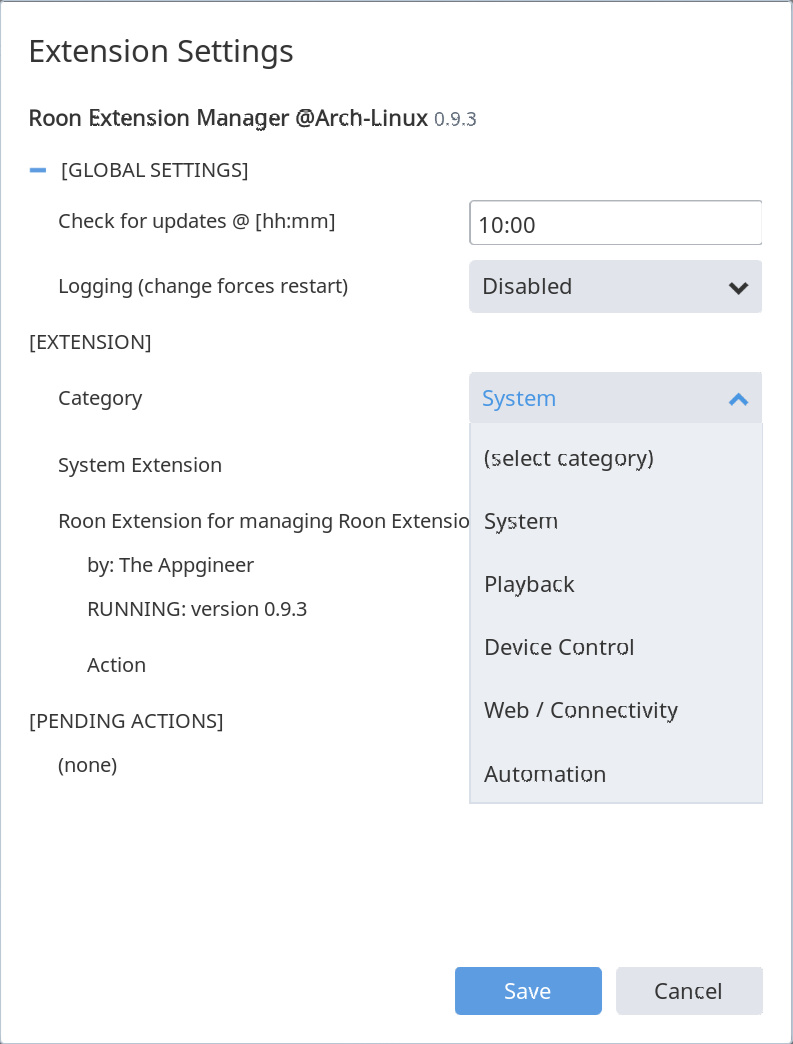 Extension Settings
Roon Extension Manager @Arch-Linux 0.9.3
[GLOBAL SETTINGS]
Check for updates @ [hh:mm] 10:00
Logging (change forces restart) Disabled
[EXTENSION]
Category System
(select category)
System Extension
Roon Extension for managing Roon Extensio
System
by: The Appgineer
Playback
RUNNING: version 0.9.3
Device Control
Action
Web / Connectivity
[PENDING ACTIONS]
(none)
Automation
Save Cancel